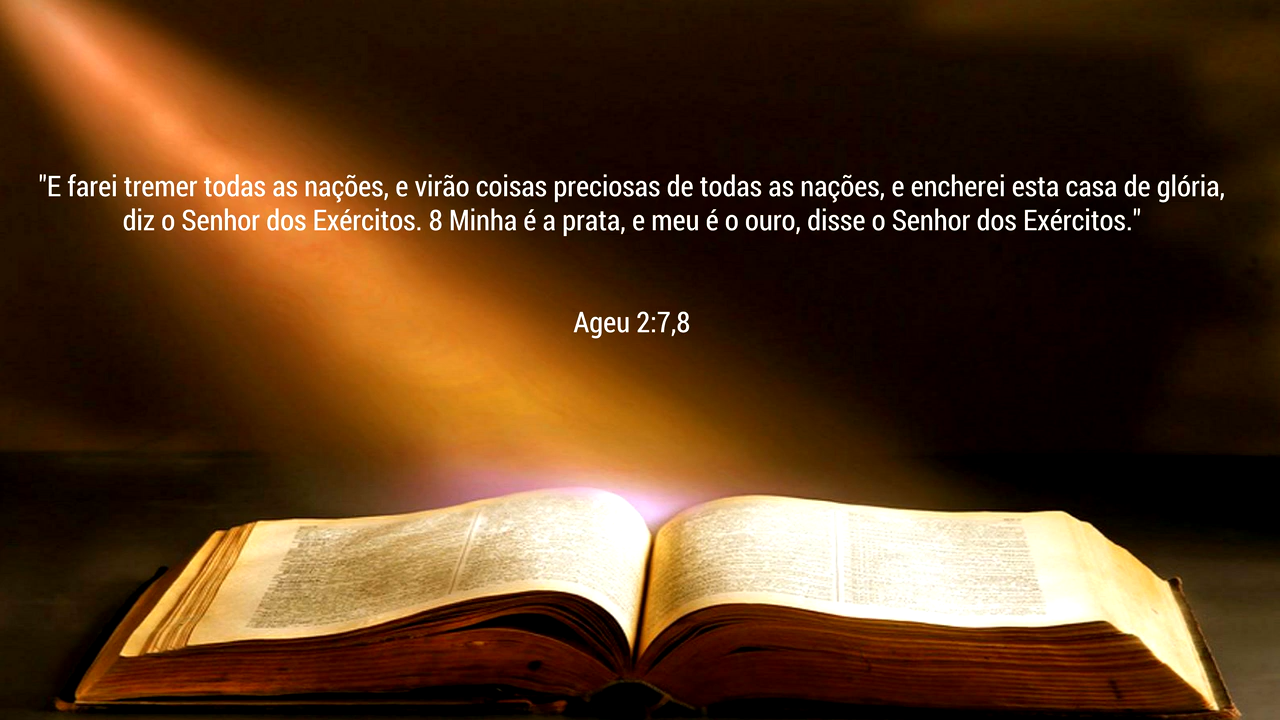 "E farei tremer todas as nações, e virão coisas preciosas de todas as nações, e encherei esta casa de glória,
diz o Senhor dos Exércitos. 8 Minha é a prata, e meu é o ouro, disse o Senhor dos Exércitos."
Ageu 2:7,8